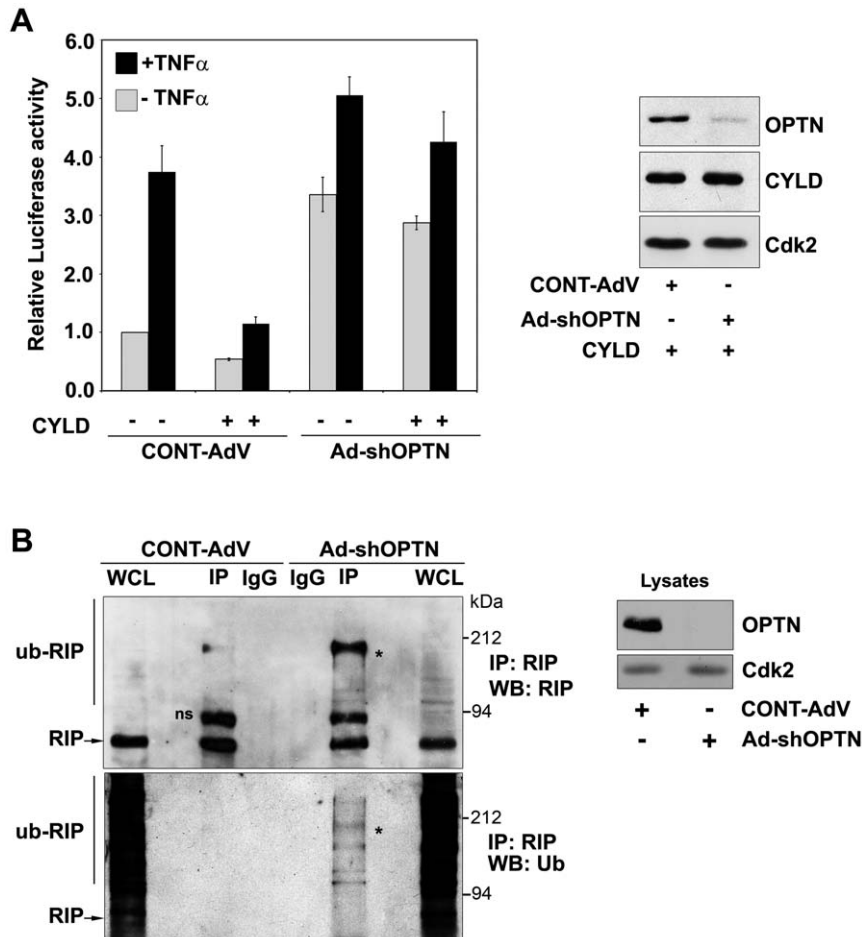 A
Relative Luciferase activity
6.0
5.0
4.0
3.0
2.0
1.0
0.0
+TNFα
- TNFα
CYLD - - + + - - + +
CONT-AdV Ad-shOPTN
OPTN
CYLD
Cdk2
CONT-AdV + -
Ad-shOPTN - +
CYLD + +
B
CONT-AdV Ad-shOPTN
WCL IP IgG IgG IP WCL
kDa
ub-RIP
212
*
IP: RIP
WB: RIP
ns
94
RIP
ub-RIP
212
*
IP: RIP
WB: Ub
94
RIP
Lysates
OPTN
Cdk2
+ - CONT-AdV
- + Ad-shOPTN